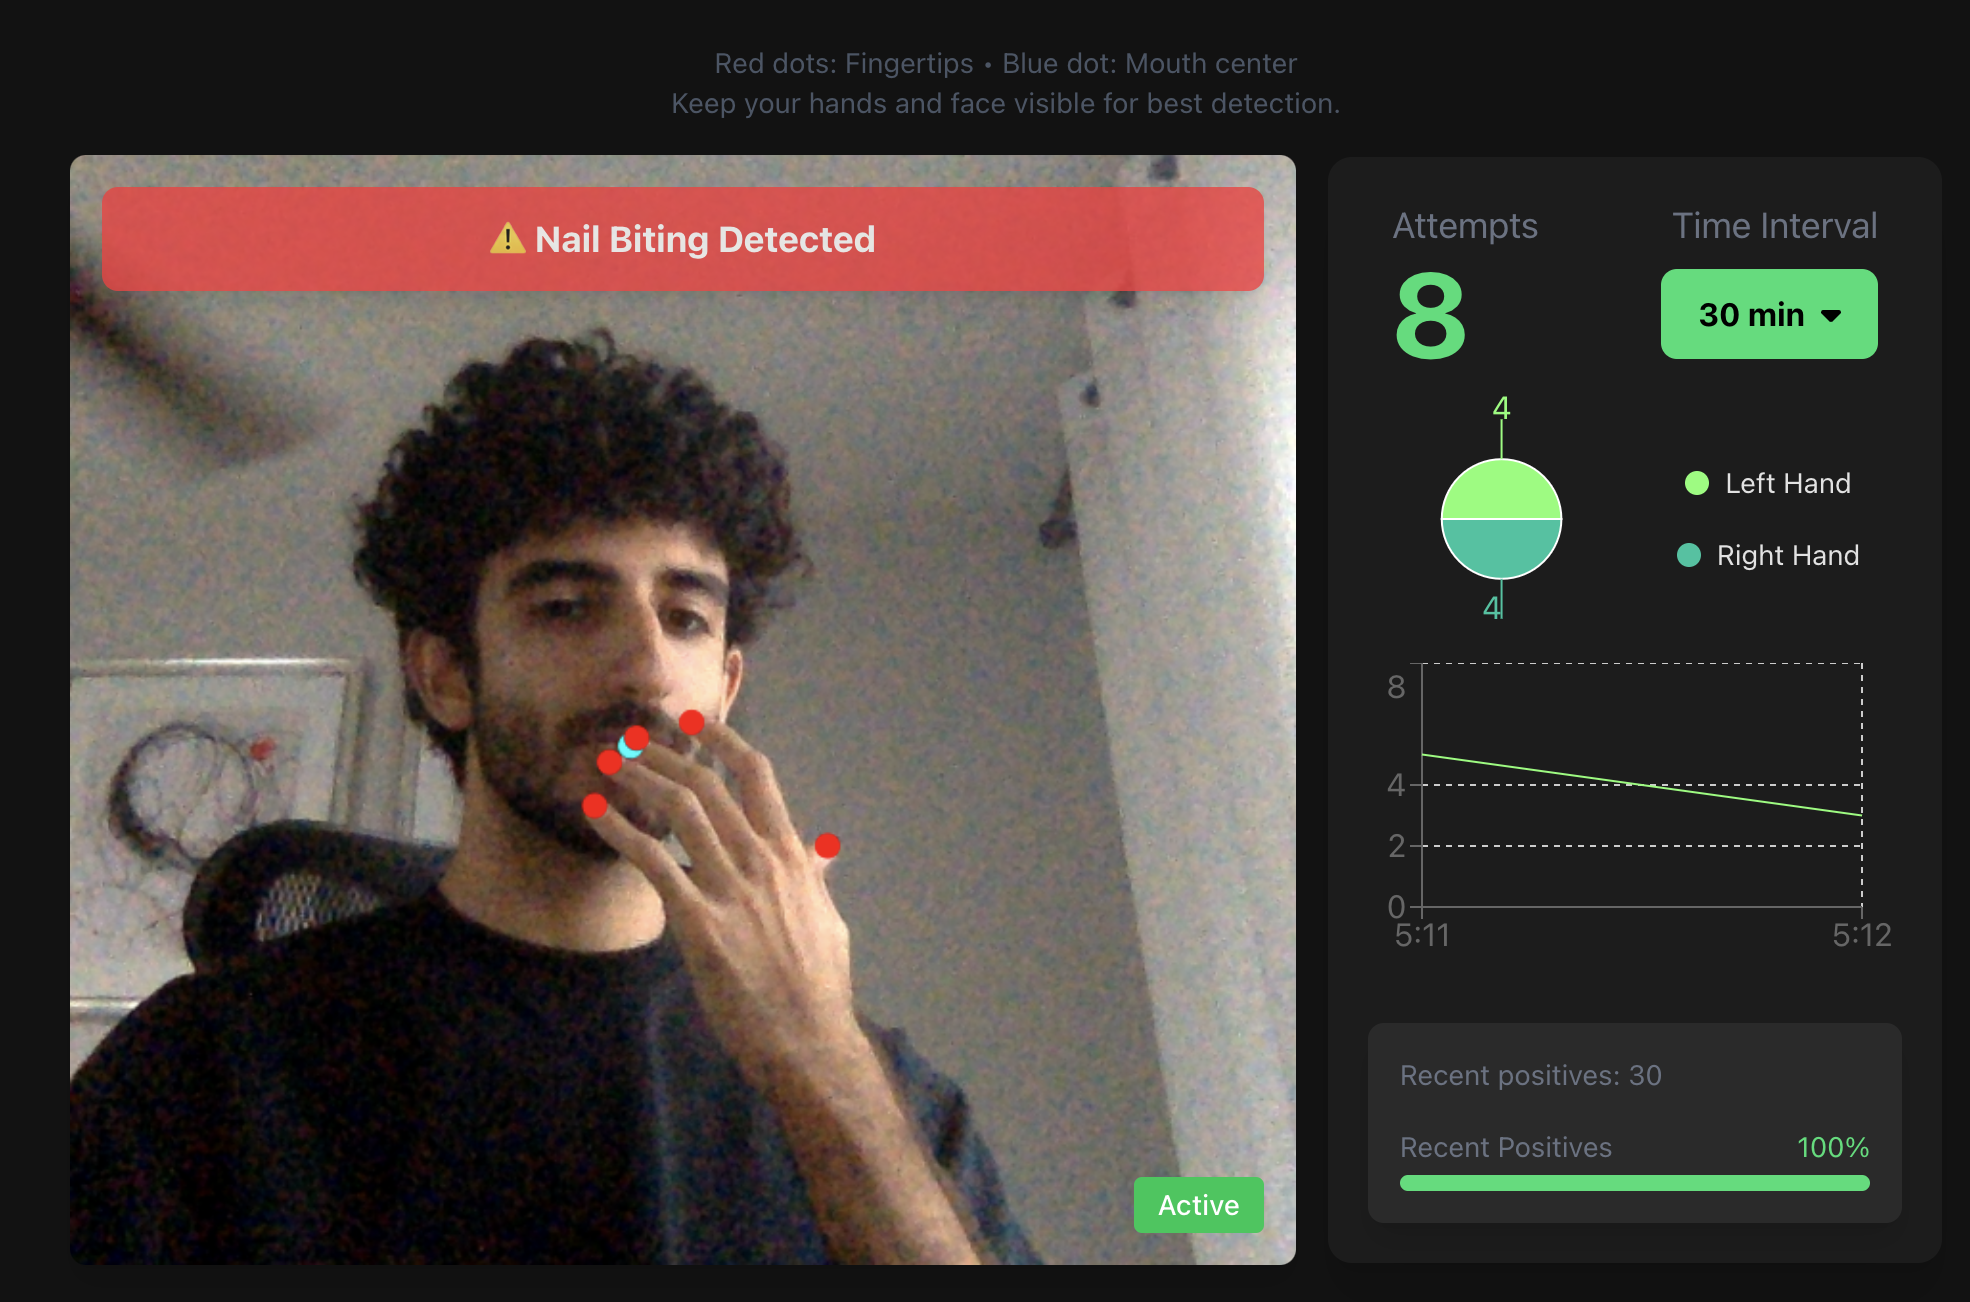 Red dots: Fingertips • Blue dot: Mouth center
Keep your hands and face visible for best detection.
⚠️ Nail Biting Detected
Active
Attempts
8
Time Interval
30 min
4
Left Hand
Right Hand
4
8
4
2
0
5:11
5:12
Recent positives: 30
Recent Positives
100%